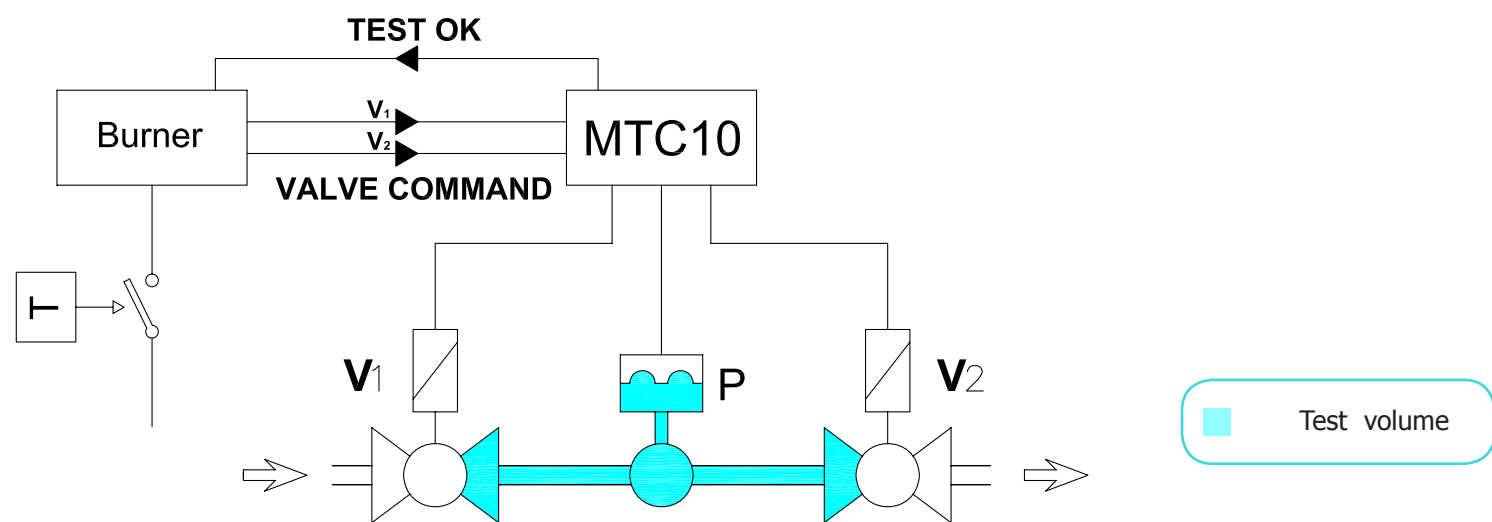 TEST OK
Burner
V1
V2
MTC10
VALVE COMMAND
T
V1
P
V2
Test volume